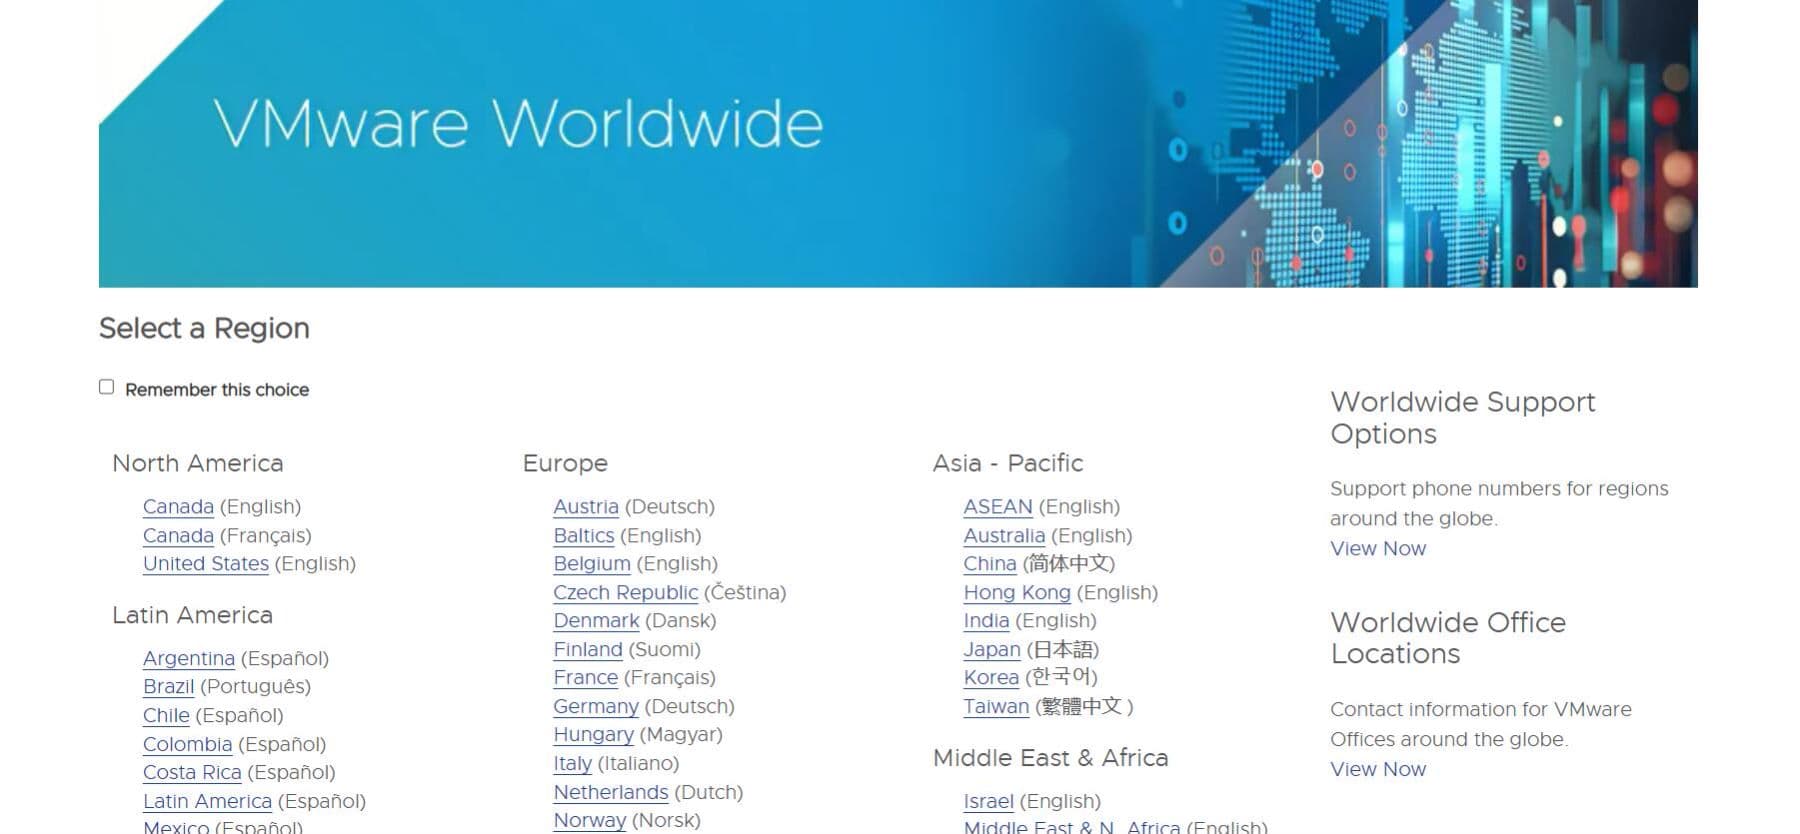 VMware Worldwide
Select a Region
Remember this choice
North America
Canada (English)
Canada (Français)
United States (English)
Latin America
Argentina (Español)
Brazil (Português)
Chile (Español)
Colombia (Español)
Costa Rica (Español)
Latin America (Español)
Mexico (Español)
Europe
Austria (Deutsch)
Baltics (English)
Belgium (English)
Czech Republic (Čeština)
Denmark (Dansk)
Finland (Suomi)
France (Français)
Germany (Deutsch)
Hungary (Magyar)
Italy (Italiano)
Netherlands (Dutch)
Norway (Norsk)
Asia - Pacific
ASEAN (English)
Australia (English)
China (简体中文)
Hong Kong (English)
India (English)
Japan (日本語)
Korea (한국어)
Taiwan (繁體中文 )
Middle East & Africa
Israel (English)
Middle East & N. Africa (English)
Worldwide Support
Options
Support phone numbers for regions
around the globe.
View Now
Worldwide Office
Locations
Contact information for VMware
Offices around the globe.
View Now